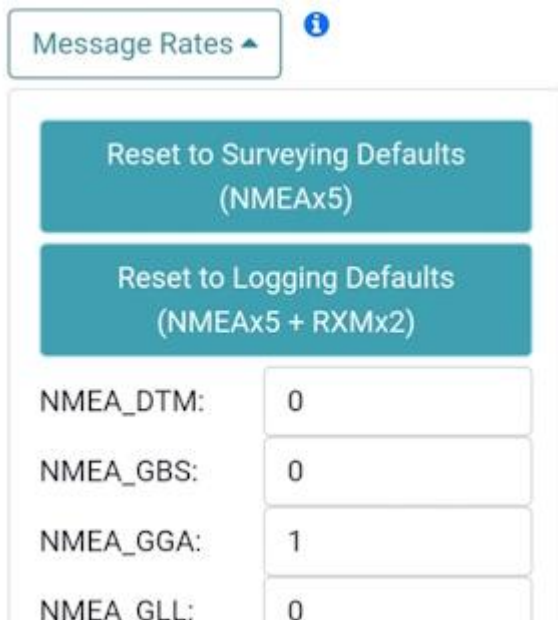 Message Rates
Reset to Surveying Defaults
(NMEAx5)
Reset to Logging Defaults
(NMEAx5 + RXMx2)
NMEA_DTM: 0
NMEA_GBS: 0
NMEA_GGA: 1
NMEA_GLL: 0